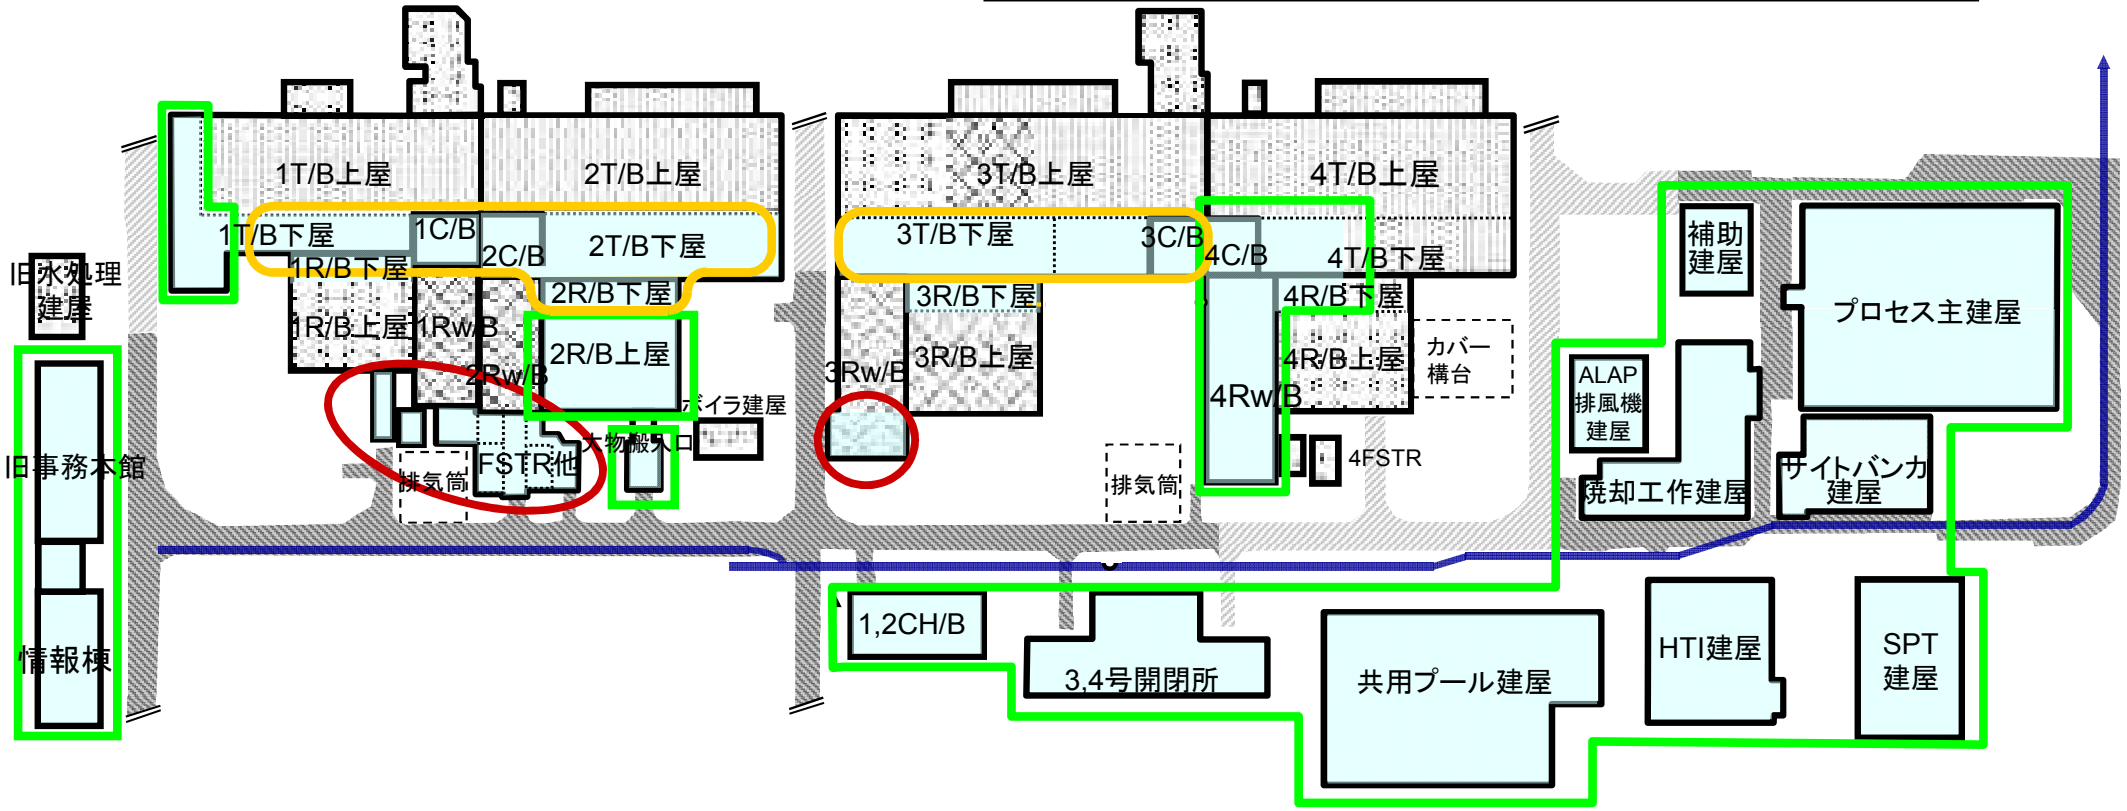 1T/B上屋
2T/B上屋
3T/B上屋
4T/B上屋
1T/B下屋
1C/B
2C/B
2T/B下屋
3T/B下屋
3C/B
4C/B
4T/B下屋
補助
建屋
プロセス主建屋
旧水処理
建屋
1R/B下屋
2R/B下屋
3R/B下屋
4R/B下屋
1R/B上屋
1Rw/B
2Rw/B
2R/B上屋
3Rw/B
3R/B上屋
4Rw/B
4R/B上屋
カバー
構台
ALAP
排風機
建屋
ボイラ建屋
大物搬入口
旧事務本館
排気筒
FSTR他
排気筒
4FSTR
焼却工作建屋
サイトバンカ
建屋
情報棟
1,2CH/B
3,4号開閉所
共用プール建屋
HTI建屋
SPT
建屋